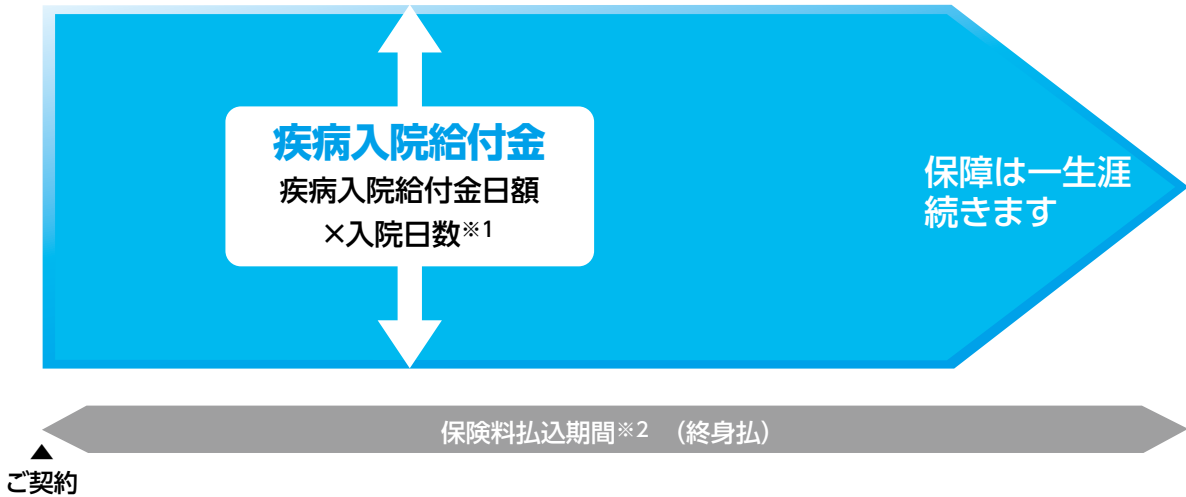 疾病入院給付金
疾病入院給付金日額
×入院日数※1
保障は一生涯
続きます
保険料払込期間※2 (終身払)
ご契約